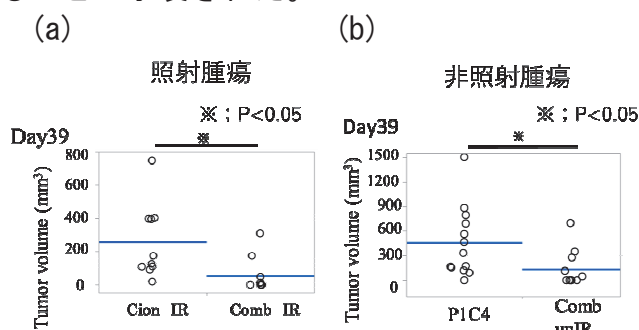 (a)
照射腫瘍
※；P<0.05
Day39
※
Tumor volume (mm³)
800
600
400
200
0
Cion IR
Comb IR
(b)
非照射腫瘍
※；P<0.05
Day39
※
Tumor volume (mm³)
1500
1200
900
600
300
0
P1C4
Comb